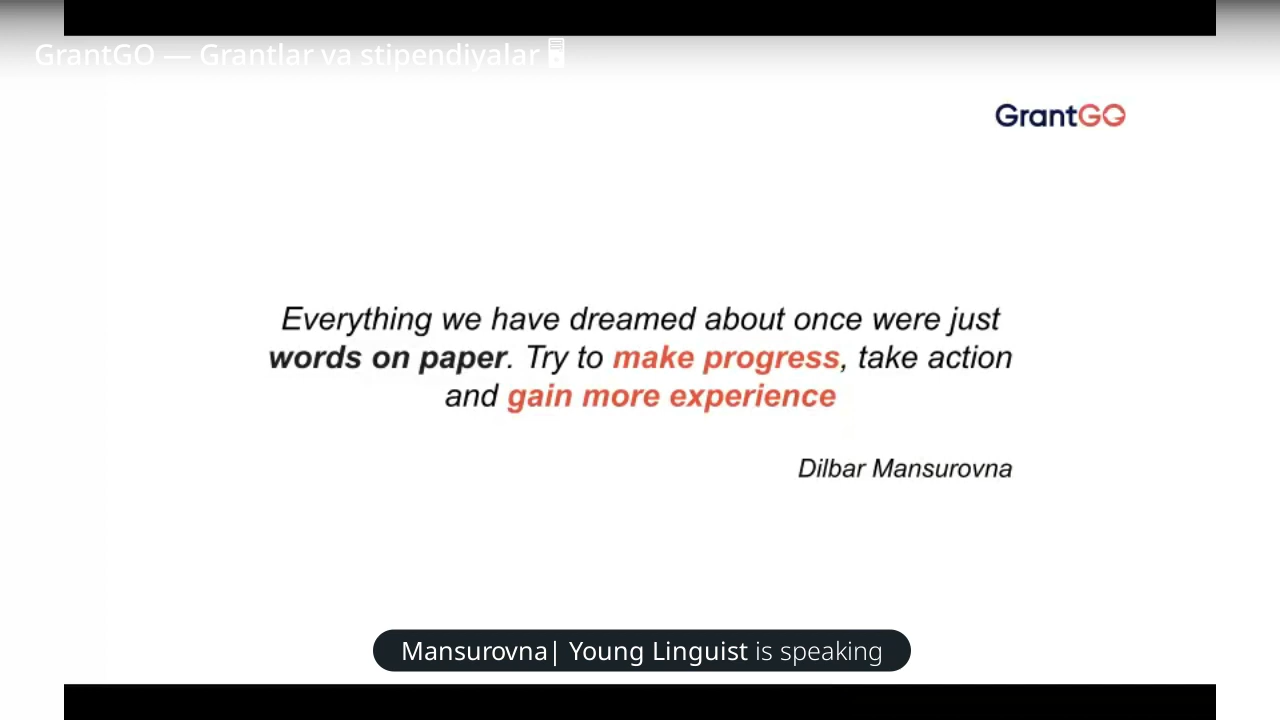 GrantGO — Grantlar va stipendiyalar🖥
GrantGO
Everything we have dreamed about once were just
words on paper. Try to make progress, take action
and gain more experience
Dilbar Mansurovna
Mansurovna| Young Linguist is speaking